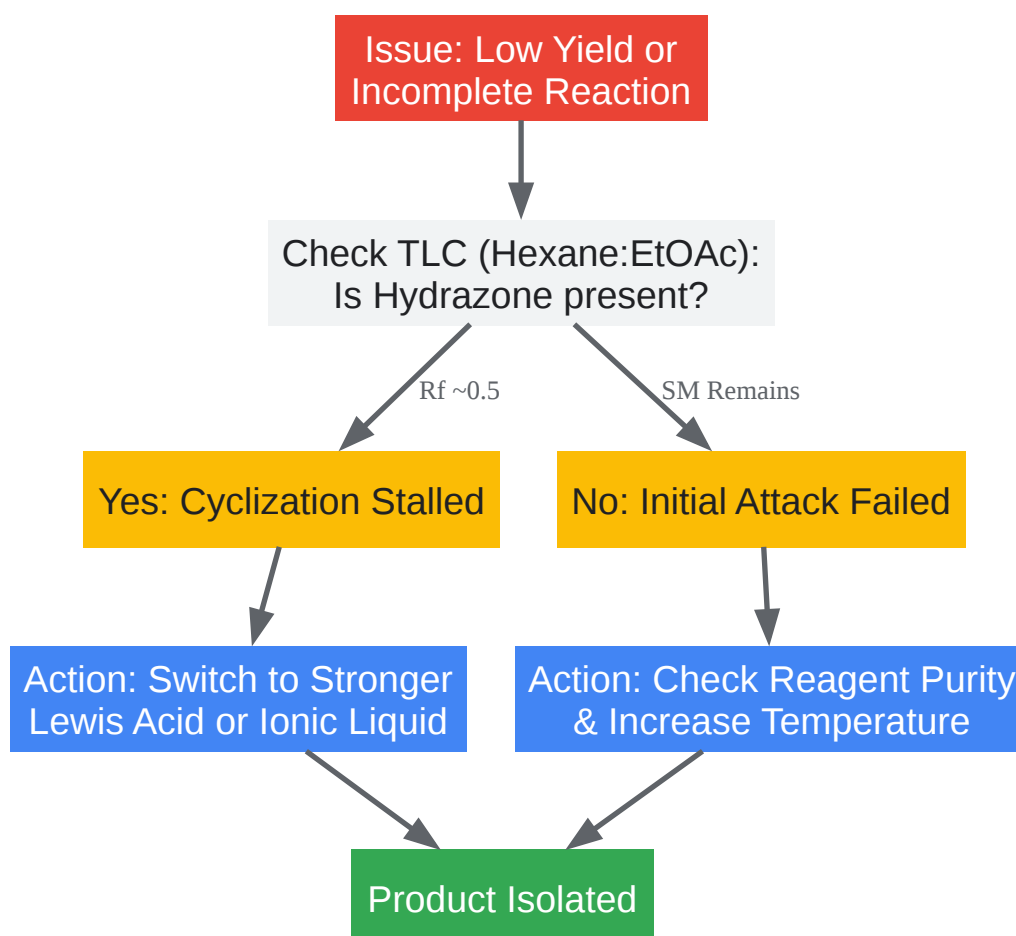 Issue: Low Yield or
Incomplete Reaction
Check TLC (Hexane:EtOAc):
Is Hydrazone present?
Rf ~0.5
SM Remains
Yes: Cyclization Stalled
No: Initial Attack Failed
Action: Switch to Stronger
Lewis Acid or Ionic Liquid
Action: Check Reagent Purity
& Increase Temperature
Product Isolated